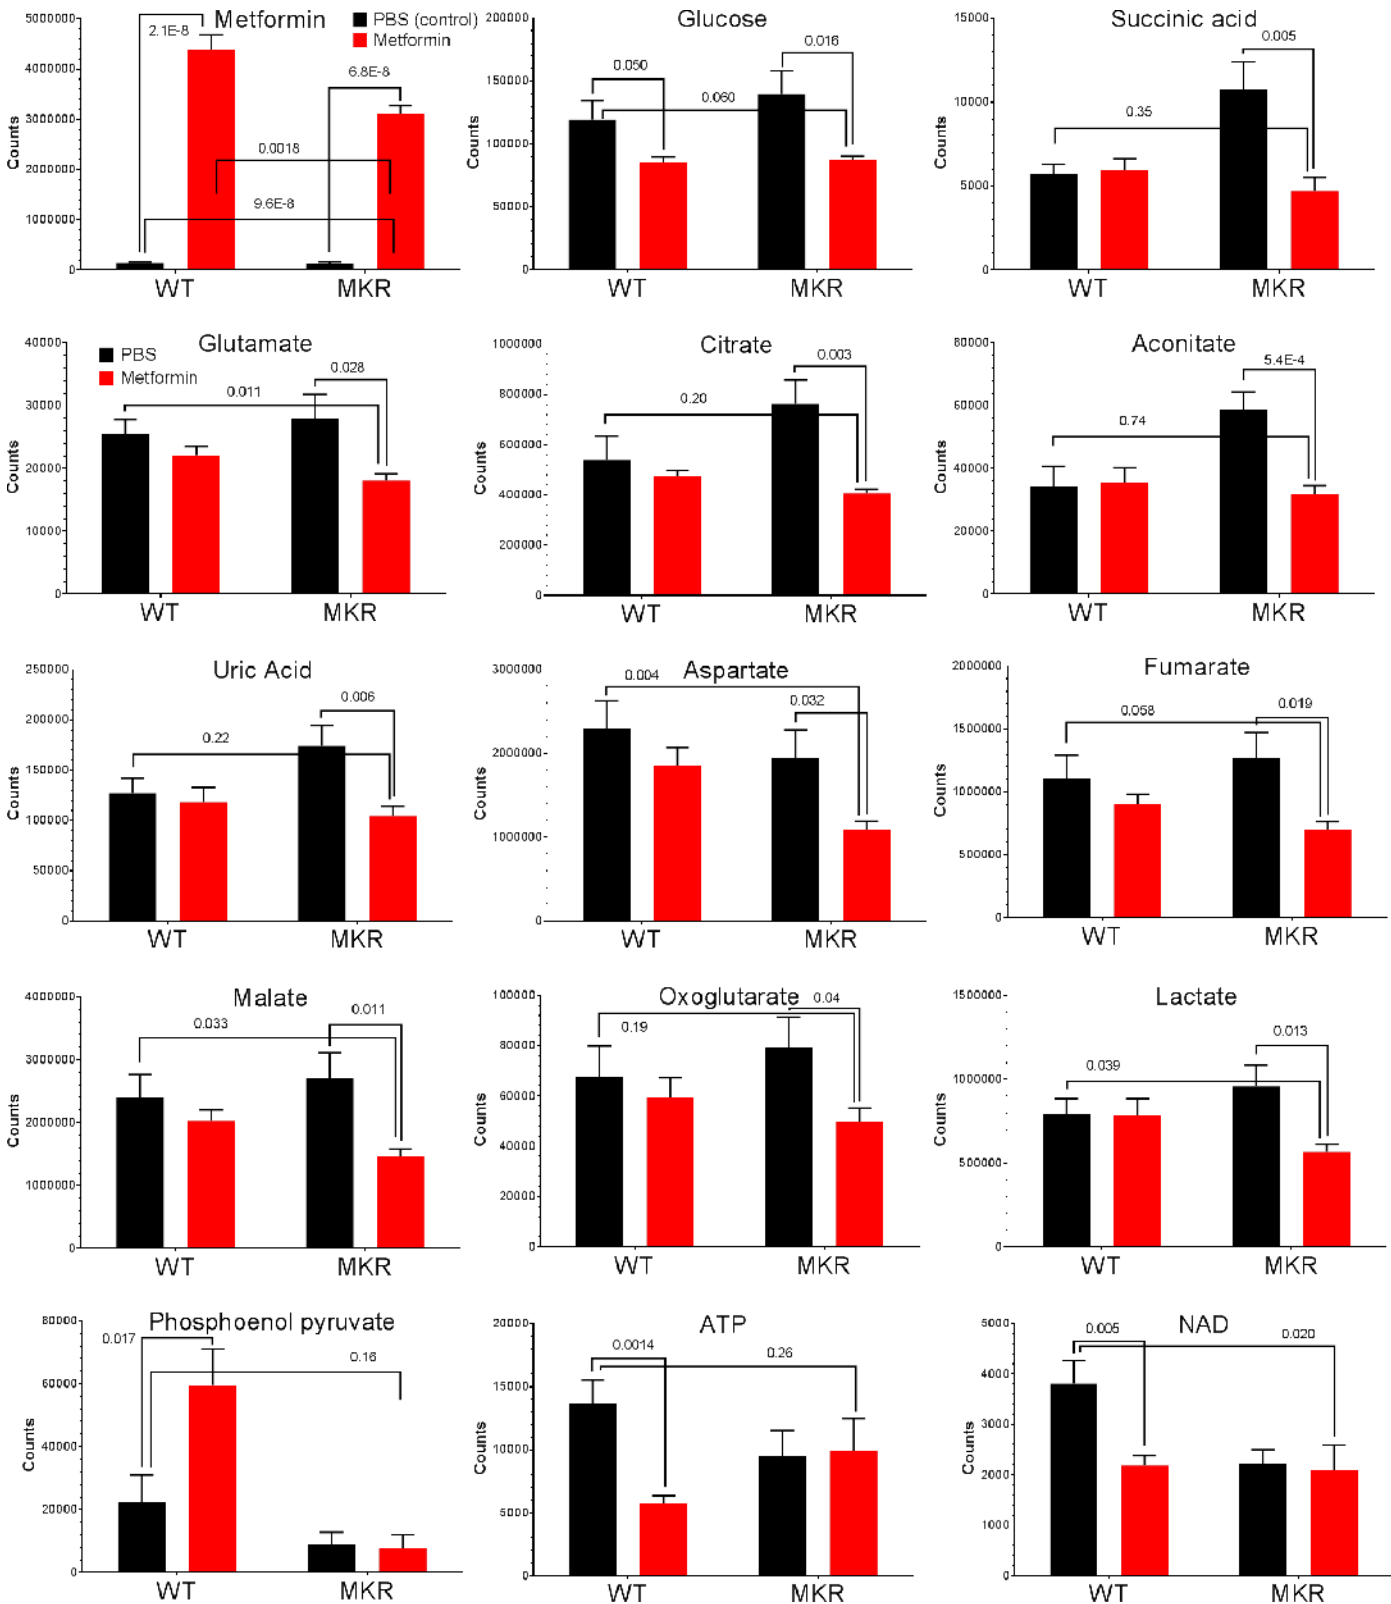 Metformin
PBS (control)
Metformin
5000000
4000000
3000000
2000000
1000000
0
Counts
2.1E-8
6.8E-8
0.0018
9.6E-8
WT
MKR
Glucose
200000
150000
100000
50000
0
Counts
0.050
0.016
0.060
WT
MKR
Succinic acid
15000
10000
5000
0
Counts
0.005
0.35
WT
MKR
Glutamate
PBS
Metformin
40000
30000
20000
10000
0
Counts
0.028
0.011
WT
MKR
Citrate
1000000
800000
600000
400000
200000
0
Counts
0.003
0.20
WT
MKR
Aconitate
80000
60000
40000
20000
0
Counts
5.4E-4
0.74
WT
MKR
Uric Acid
250000
200000
150000
100000
50000
0
Counts
0.006
0.22
WT
MKR
Aspartate
3000000
2000000
1000000
0
Counts
0.004
0.032
WT
MKR
Fumarate
2000000
1500000
1000000
500000
0
Counts
0.058
0.019
WT
MKR
Malate
4000000
3000000
2000000
1000000
0
Counts
0.011
0.033
WT
MKR
Oxoglutarate
100000
80000
60000
40000
20000
0
Counts
0.04
0.19
WT
MKR
Lactate
1500000
1000000
500000
0
Counts
0.013
0.039
WT
MKR
Phosphoenol pyruvate
80000
60000
40000
20000
0
Counts
0.017
0.16
WT
MKR
ATP
20000
15000
10000
5000
0
Counts
0.0014
0.26
WT
MKR
NAD
5000
4000
3000
2000
1000
0
Counts
0.005
0.020
WT
MKR